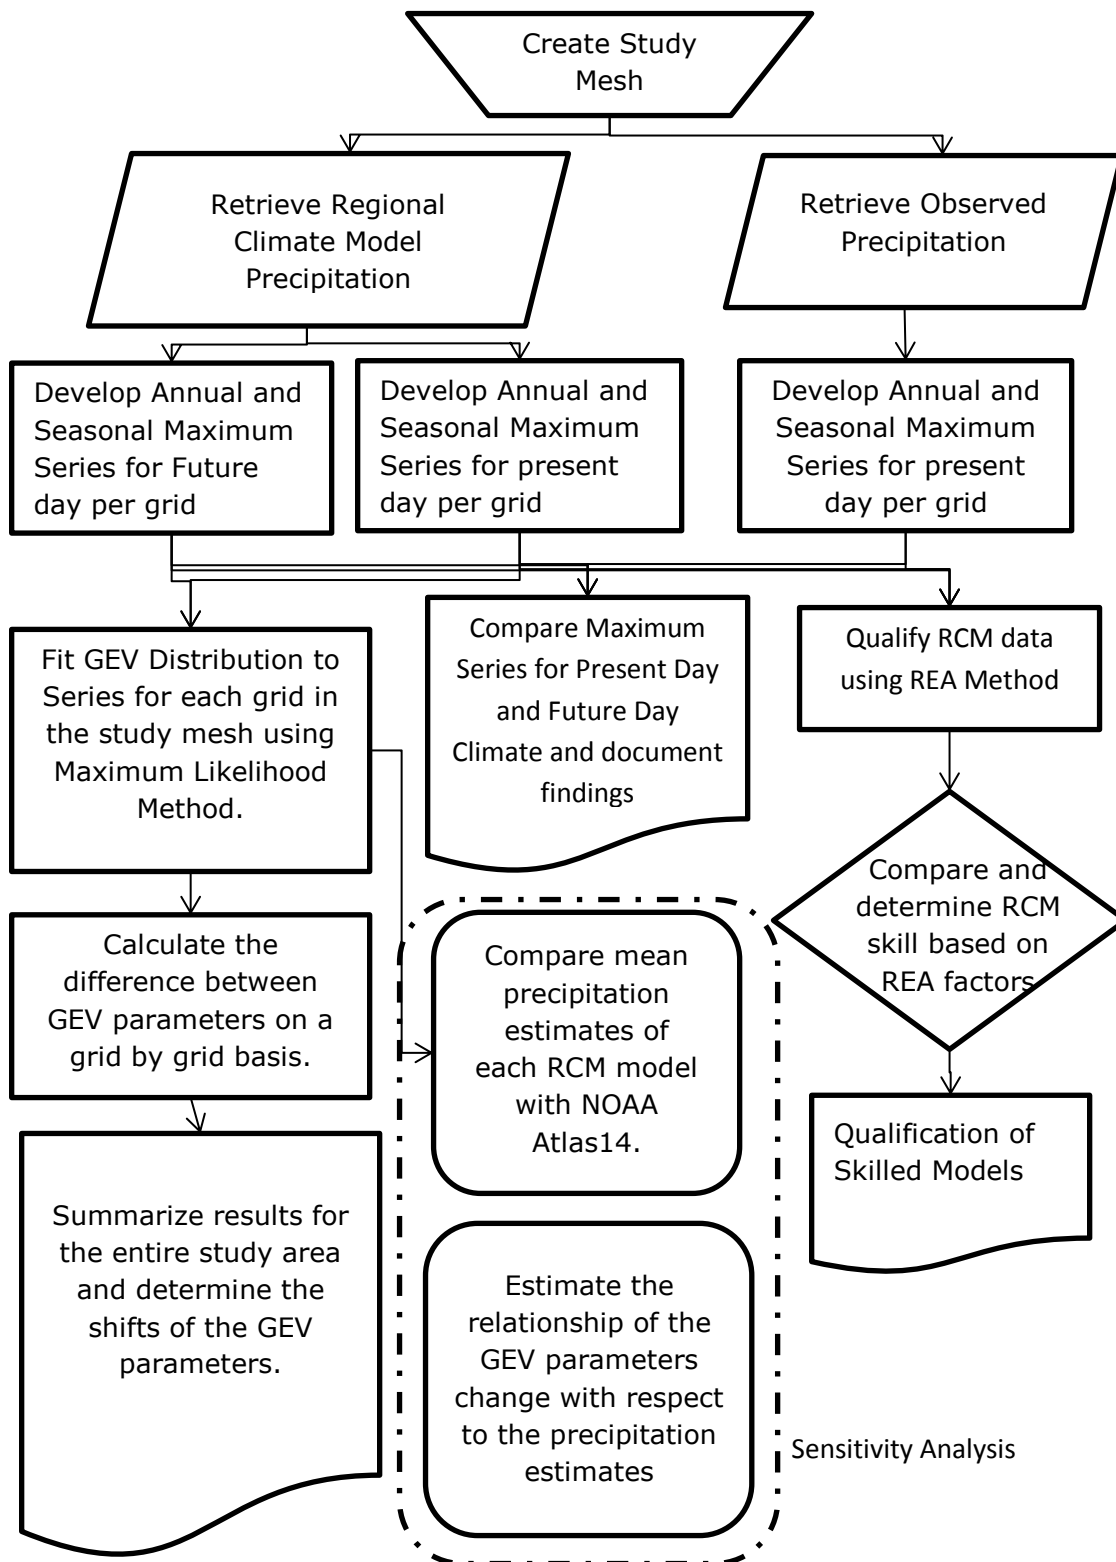 Create Study
Mesh
Retrieve Regional
Climate Model
Precipitation
Retrieve Observed
Precipitation
Develop Annual and
Seasonal Maximum
Series for Future
day per grid
Develop Annual and
Seasonal Maximum
Series for present
day per grid
Develop Annual and
Seasonal Maximum
Series for present
day per grid
Fit GEV Distribution to
Series for each grid in
the study mesh using
Maximum Likelihood
Method.
Compare Maximum
Series for Present Day
and Future Day
Climate and document
findings
Qualify RCM data
using REA Method
Compare and
determine RCM
skill based on
REA factors
Calculate the
difference between
GEV parameters on a
grid by grid basis.
Compare mean
precipitation
estimates of
each RCM model
with NOAA
Atlas14.
Qualification of
Skilled Models
Summarize results for
the entire study area
and determine the
shifts of the GEV
parameters.
Estimate the
relationship of the
GEV parameters
change with respect
to the precipitation
estimates
Sensitivity Analysis